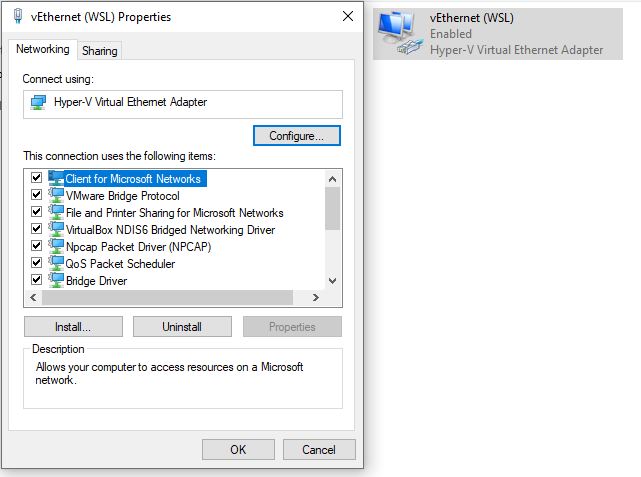 vEthernet (WSL) Properties
Networking
Sharing
Connect using:
Hyper-V Virtual Ethernet Adapter
Configure...
This connection uses the following items:
Client for Microsoft Networks
VMware Bridge Protocol
File and Printer Sharing for Microsoft Networks
VirtualBox NDIS6 Bridged Networking Driver
Npcap Packet Driver (NPCAP)
QoS Packet Scheduler
Bridge Driver
Install...
Uninstall
Properties
Description
Allows your computer to access resources on a Microsoft
network.
OK
Cancel
vEthernet (WSL)
Enabled
Hyper-V Virtual Ethernet Adapter